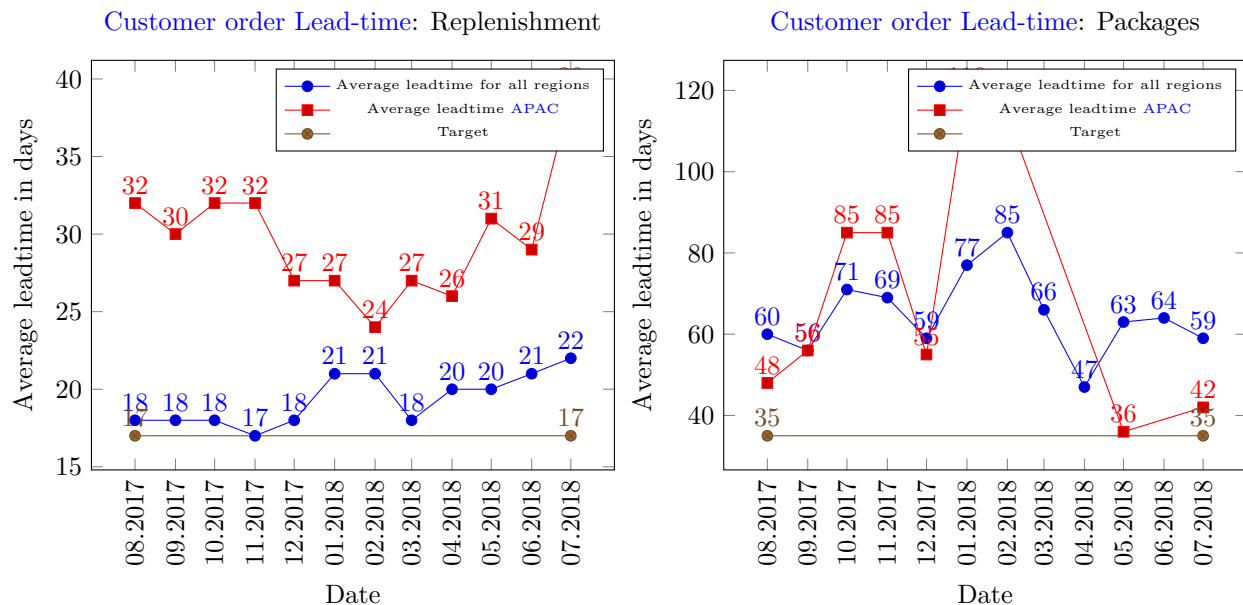 Customer order Lead-time: Replenishment
Average leadtime for all regions
Average leadtime APAC
Target
40
35
30
25
20
15
Average leadtime in days
32 30 32 32 27 27 24 27 26 31 29
18 18 18 17 18 21 21 18 20 20 21 22
17 17
08.2017 09.2017 10.2017 11.2017 12.2017 01.2018 02.2018 03.2018 04.2018 05.2018 06.2018 07.2018
Date
Customer order Lead-time: Packages
Average leadtime for all regions
Average leadtime APAC
Target
120
100
80
60
40
Average leadtime in days
60 56 71 69 59 77 85 66 47 63 64 59
48 56 85 85 55 36 42
35 35
08.2017 09.2017 10.2017 11.2017 12.2017 01.2018 02.2018 03.2018 04.2018 05.2018 06.2018 07.2018
Date